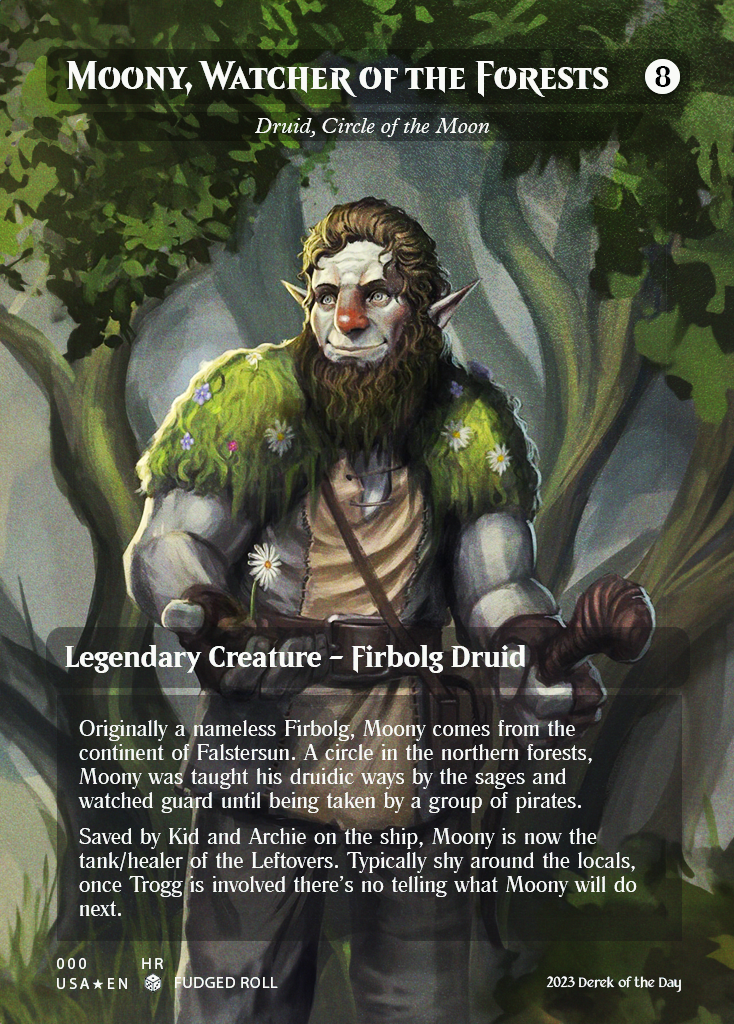 Moony, Watcher of the Forests 8
Druid, Circle of the Moon
Legendary Creature – Firbolg Druid
Originally a nameless Firbolg, Moony comes from the
continent of Falstersun. A circle in the northern forests,
Moony was taught his druidic ways by the sages and
watched guard until being taken by a group of pirates.
Saved by Kid and Archie on the ship, Moony is now the
tank/healer of the Leftovers. Typically shy around the locals,
once Trogg is involved there's no telling what Moony will do
next.
000 HR
USA★EN FUDGED ROLL
2023 Derek of the Day